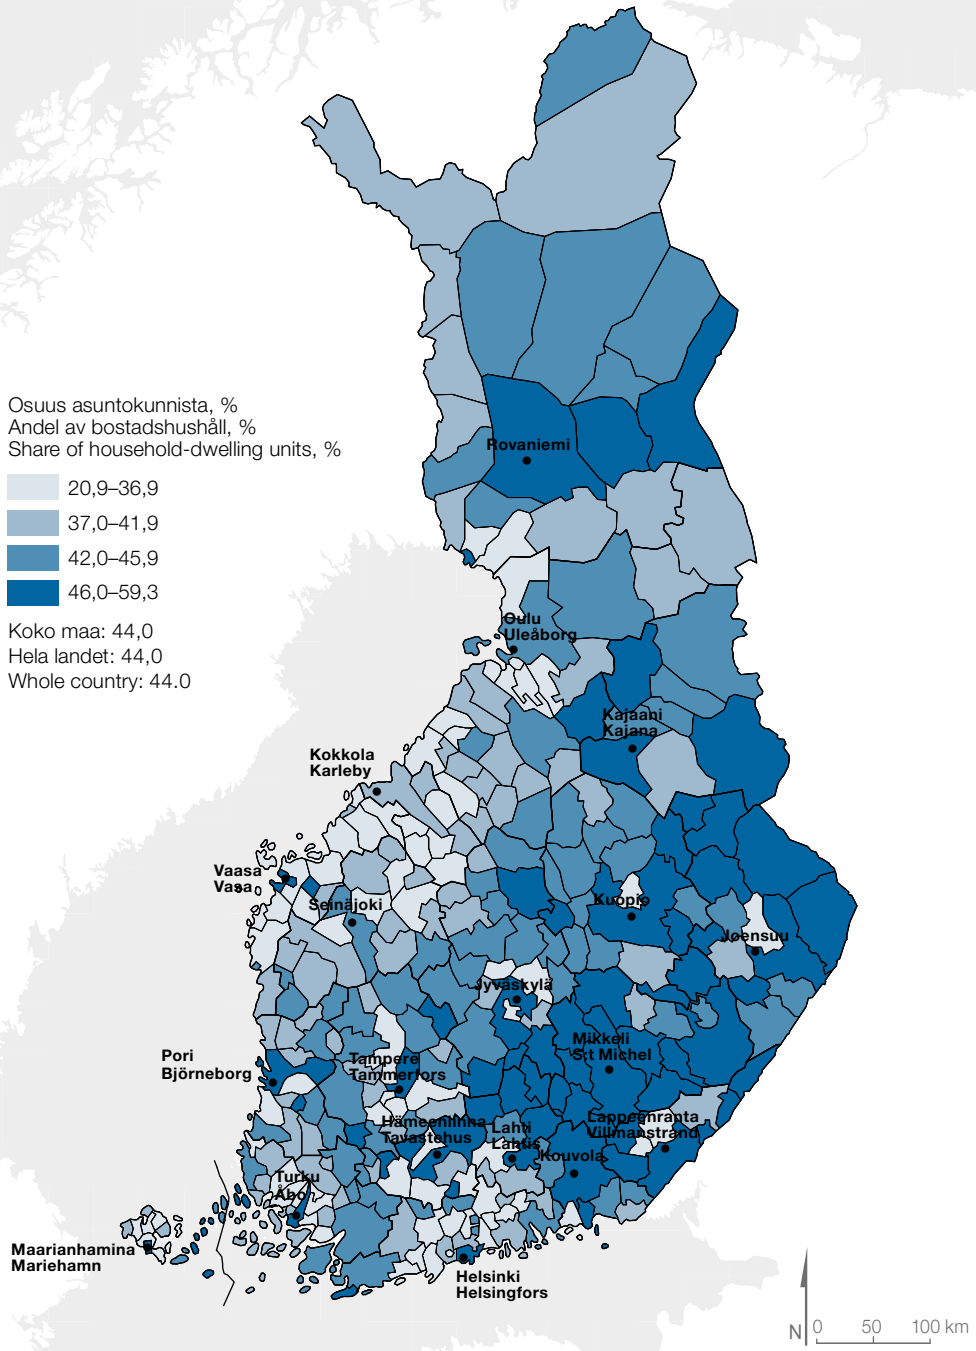 Osuus asuntokunnista, %
Andel av bostadshushåll, %
Share of household-dwelling units, %
20,9–36,9
37,0–41,9
42,0–45,9
46,0–59,3
Koko maa: 44,0
Hela landet: 44,0
Whole country: 44.0
Rovaniemi
Oulu
Uleåborg
Kajaani
Kajana
Kokkola
Karleby
Vaasa
Vasa
Seinäjoki
Kuopio
Joensuu
Jyväskylä
Mikkeli
S:t Michel
Pori
Björneborg
Tampere
Tammerfors
Hämeenlinna
Tavastehus
Lahti
Lahtis
Lappeenranta
Villmanstrand
Kouvola
Turku
Åbo
Maarianhamina
Mariehamn
Helsinki
Helsingfors
N
0 50 100 km